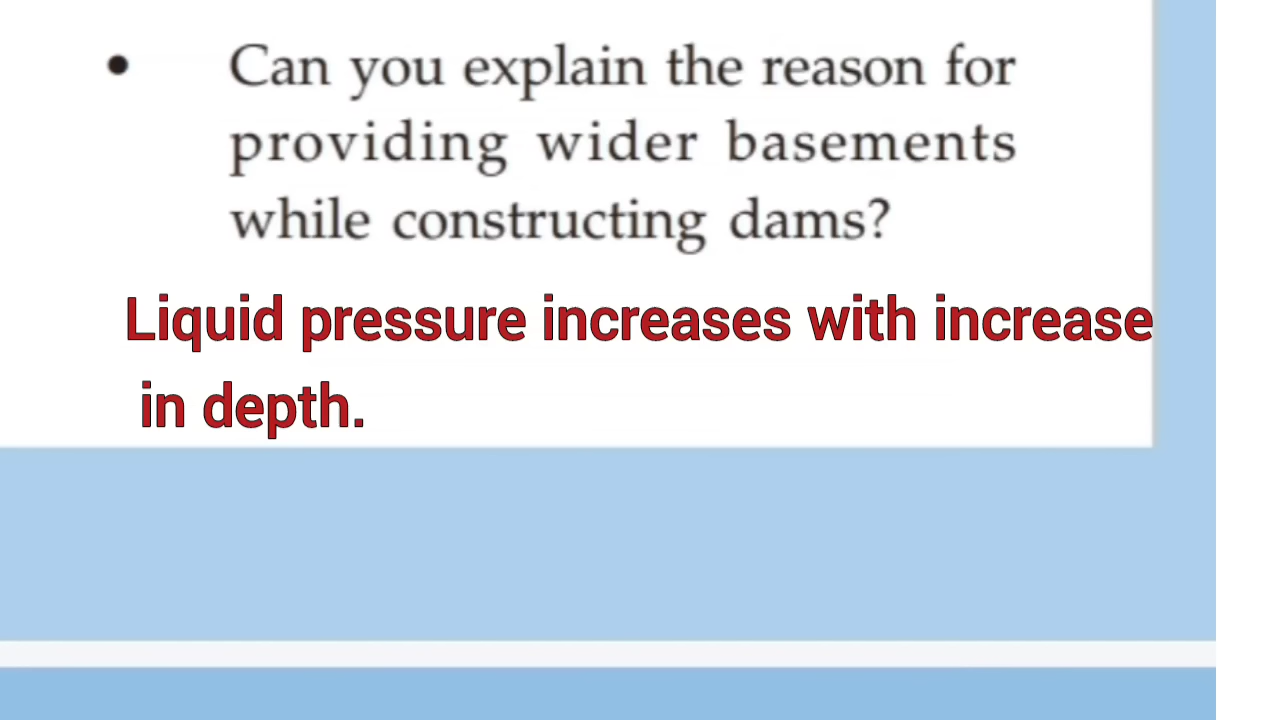 • Can you explain the reason for
providing wider basements
while constructing dams?
Liquid pressure increases with increase
in depth.